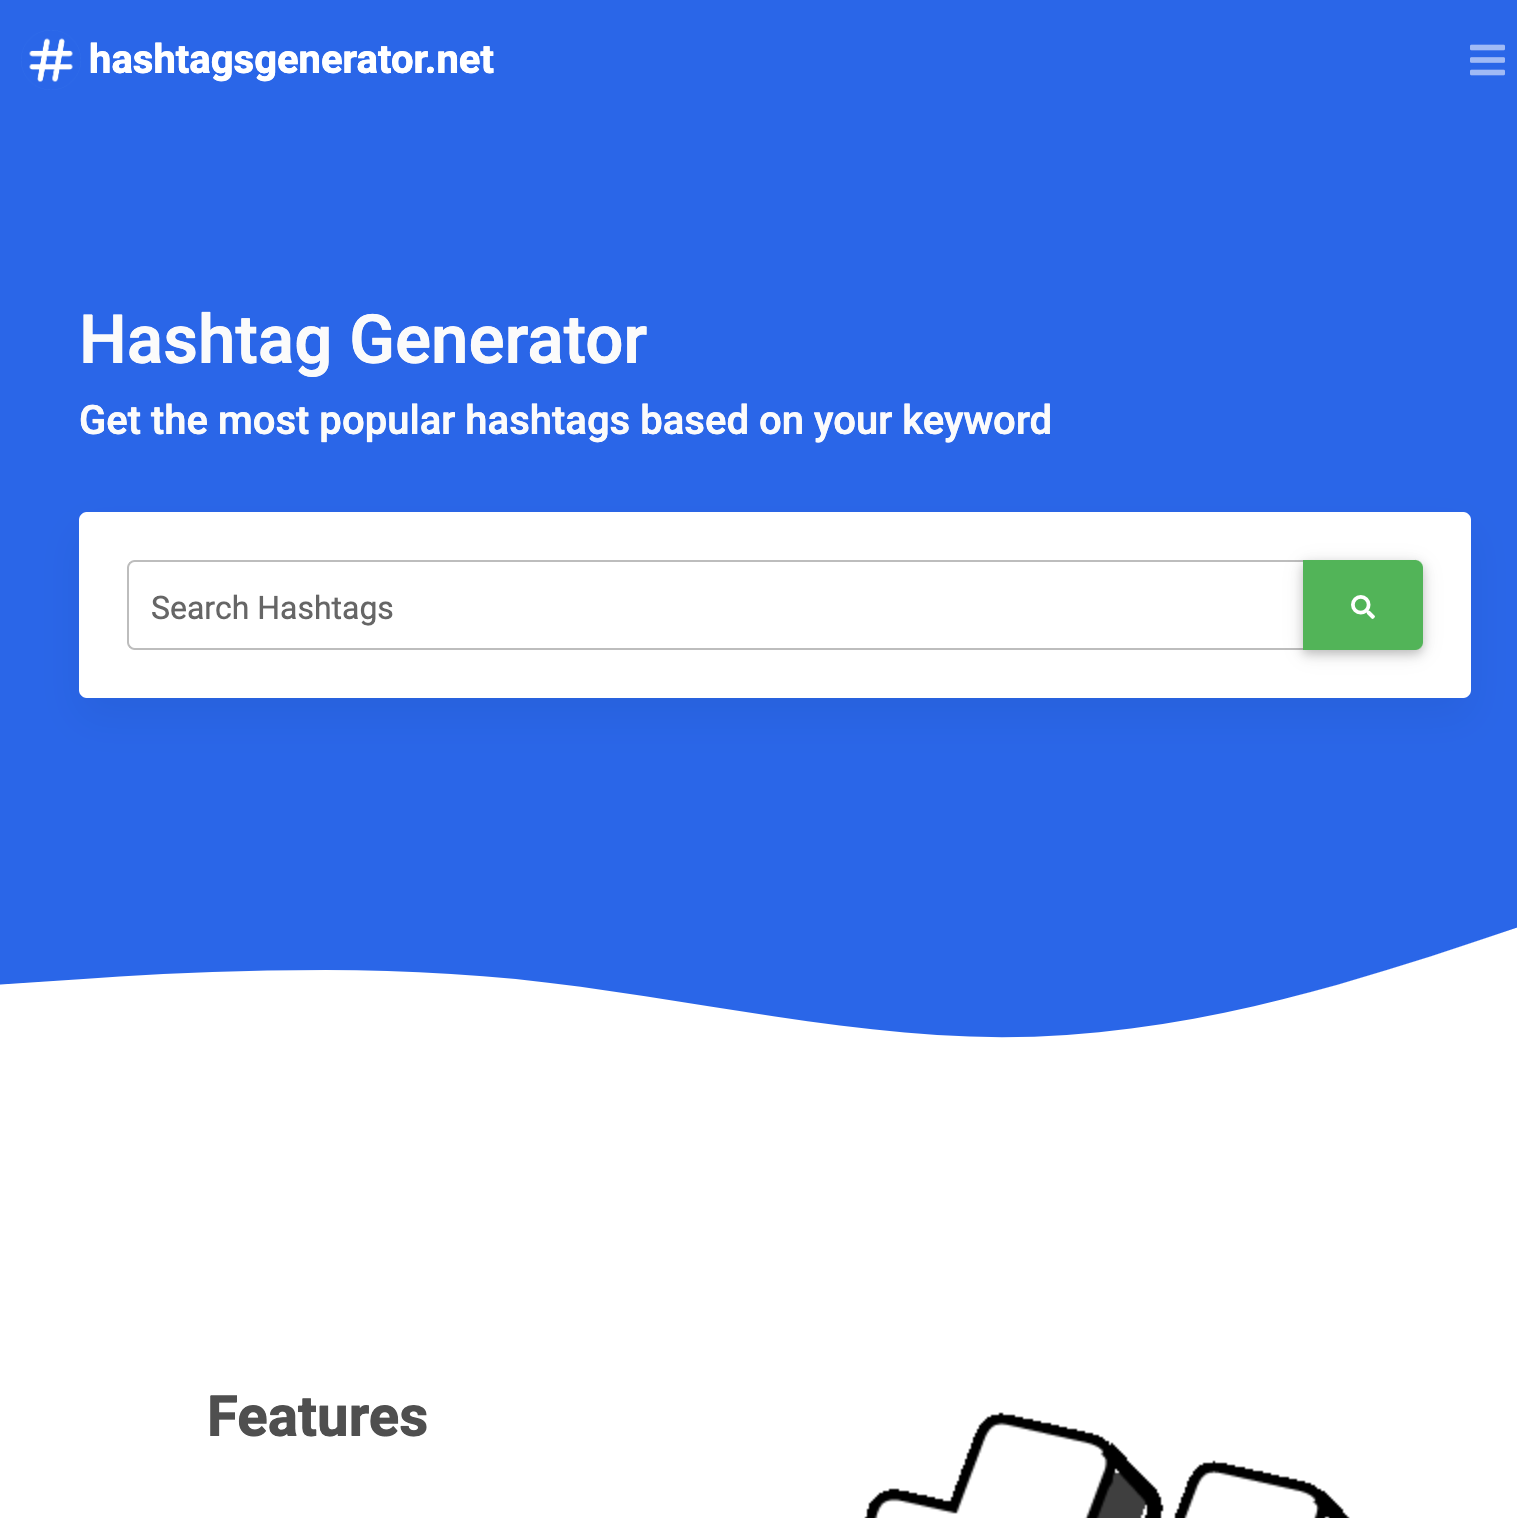 # hashtagsgenerator.net
Hashtag Generator
Get the most popular hashtags based on your keyword
Search Hashtags
Features